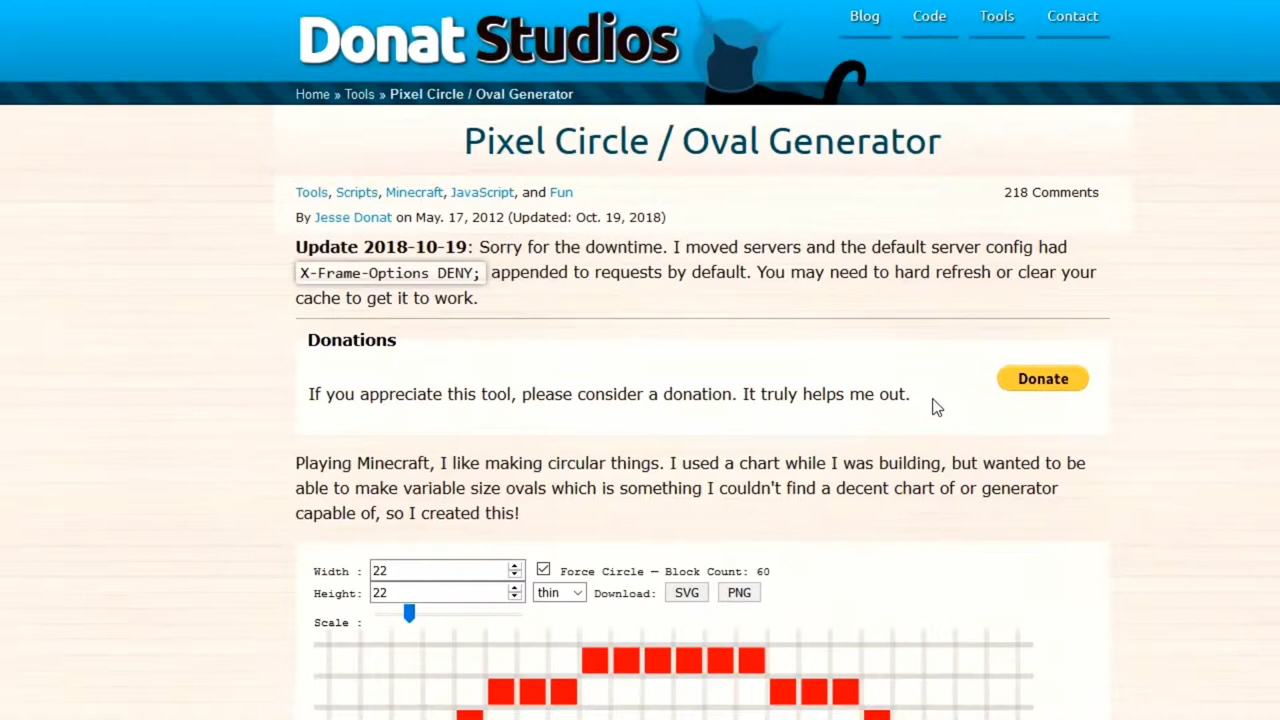 Donat Studios
Blog Code Tools Contact
Home » Tools » Pixel Circle / Oval Generator
Pixel Circle / Oval Generator
Tools, Scripts, Minecraft, JavaScript, and Fun
218 Comments
By Jesse Donat on May. 17, 2012 (Updated: Oct. 19, 2018)
Update 2018-10-19: Sorry for the downtime. I moved servers and the default server config had
X-Frame-Options DENY; appended to requests by default. You may need to hard refresh or clear your
cache to get it to work.
Donations
Donate
If you appreciate this tool, please consider a donation. It truly helps me out.
Playing Minecraft, I like making circular things. I used a chart while I was building, but wanted to be
able to make variable size ovals which is something I couldn't find a decent chart of or generator
capable of, so I created this!
Width : 22 Force Circle — Block Count: 60
Height: 22 thin Download: SVG PNG
Scale :